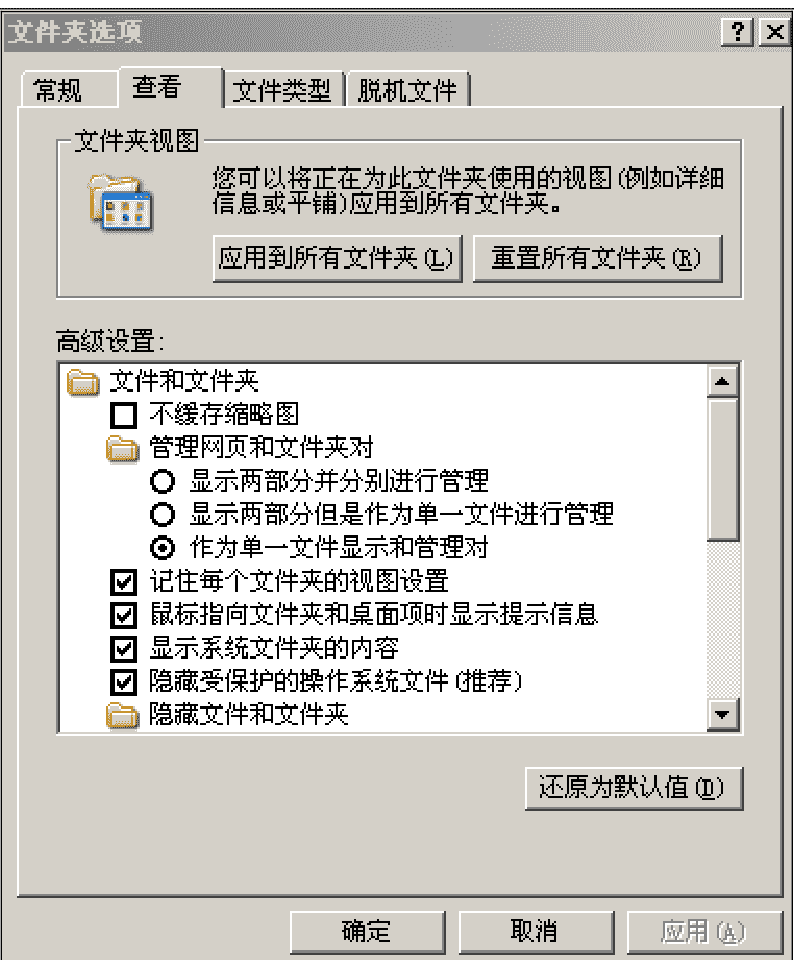 文件夹选项
常规
查看
文件类型
脱机文件
文件夹视图
您可以将正在为此文件夹使用的视图(例如详细
信息或平铺)应用到所有文件夹。
应用到所有文件夹(L)
重置所有文件夹(R)
高级设置:
文件和文件夹
不缓存缩略图
管理网页和文件夹对
显示两部分并分别进行管理
显示两部分但是作为单一文件进行管理
作为单一文件显示和管理对
记住每个文件夹的视图设置
鼠标指向文件夹和桌面项时显示提示信息
显示系统文件夹的内容
隐藏受保护的操作系统文件(推荐)
隐藏文件和文件夹
还原为默认值(D)
确定
取消
应用(A)